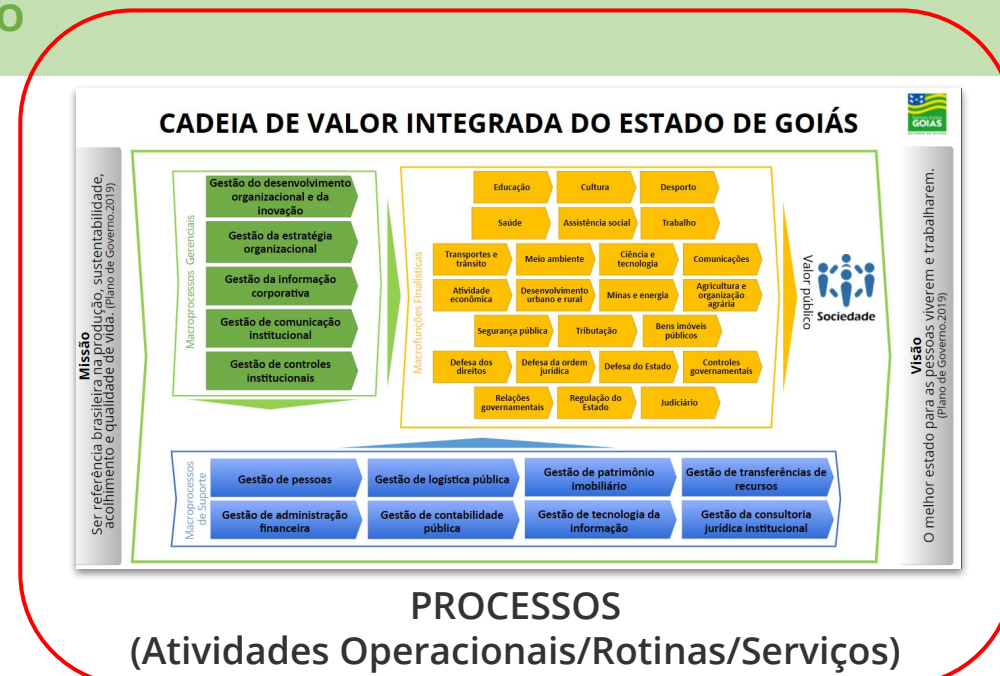 O
CADEIA DE VALOR INTEGRADA DO ESTADO DE GOIÁS
GOIÁS
Missão
Ser referência brasileira na produção, sustentabilidade,
acolhimento e qualidade de vida. (Plano de Governo.2019)
Macroprocessos Gerenciais
Gestão do desenvolvimento
organizacional e da
inovação
Gestão da estratégia
organizacional
Gestão da informação
corporativa
Gestão de comunicação
institucional
Gestão de controles
institucionais
Macrofunções Finalísticas
Educação
Cultura
Desporto
Saúde
Assistência social
Trabalho
Transportes e
trânsito
Meio ambiente
Ciência e
tecnologia
Comunicações
Atividade
econômica
Desenvolvimento
urbano e rural
Minas e energia
Agricultura e
organização
agrária
Segurança pública
Tributação
Bens imóveis
públicos
Defesa dos
direitos
Defesa da ordem
jurídica
Defesa do Estado
Controles
governamentais
Relações
governamentais
Regulação do
Estado
Judiciário
Valor público
Sociedade
Visão
O melhor estado para as pessoas viverem e trabalharem.
(Plano de Governo.2019)
Macroprocessos
de Suporte
Gestão de pessoas
Gestão de logística pública
Gestão de patrimônio
imobiliário
Gestão de transferências de
recursos
Gestão de administração
financeira
Gestão de contabilidade
pública
Gestão de tecnologia da
informação
Gestão da consultoria
jurídica institucional
PROCESSOS
(Atividades Operacionais/Rotinas/Serviços)